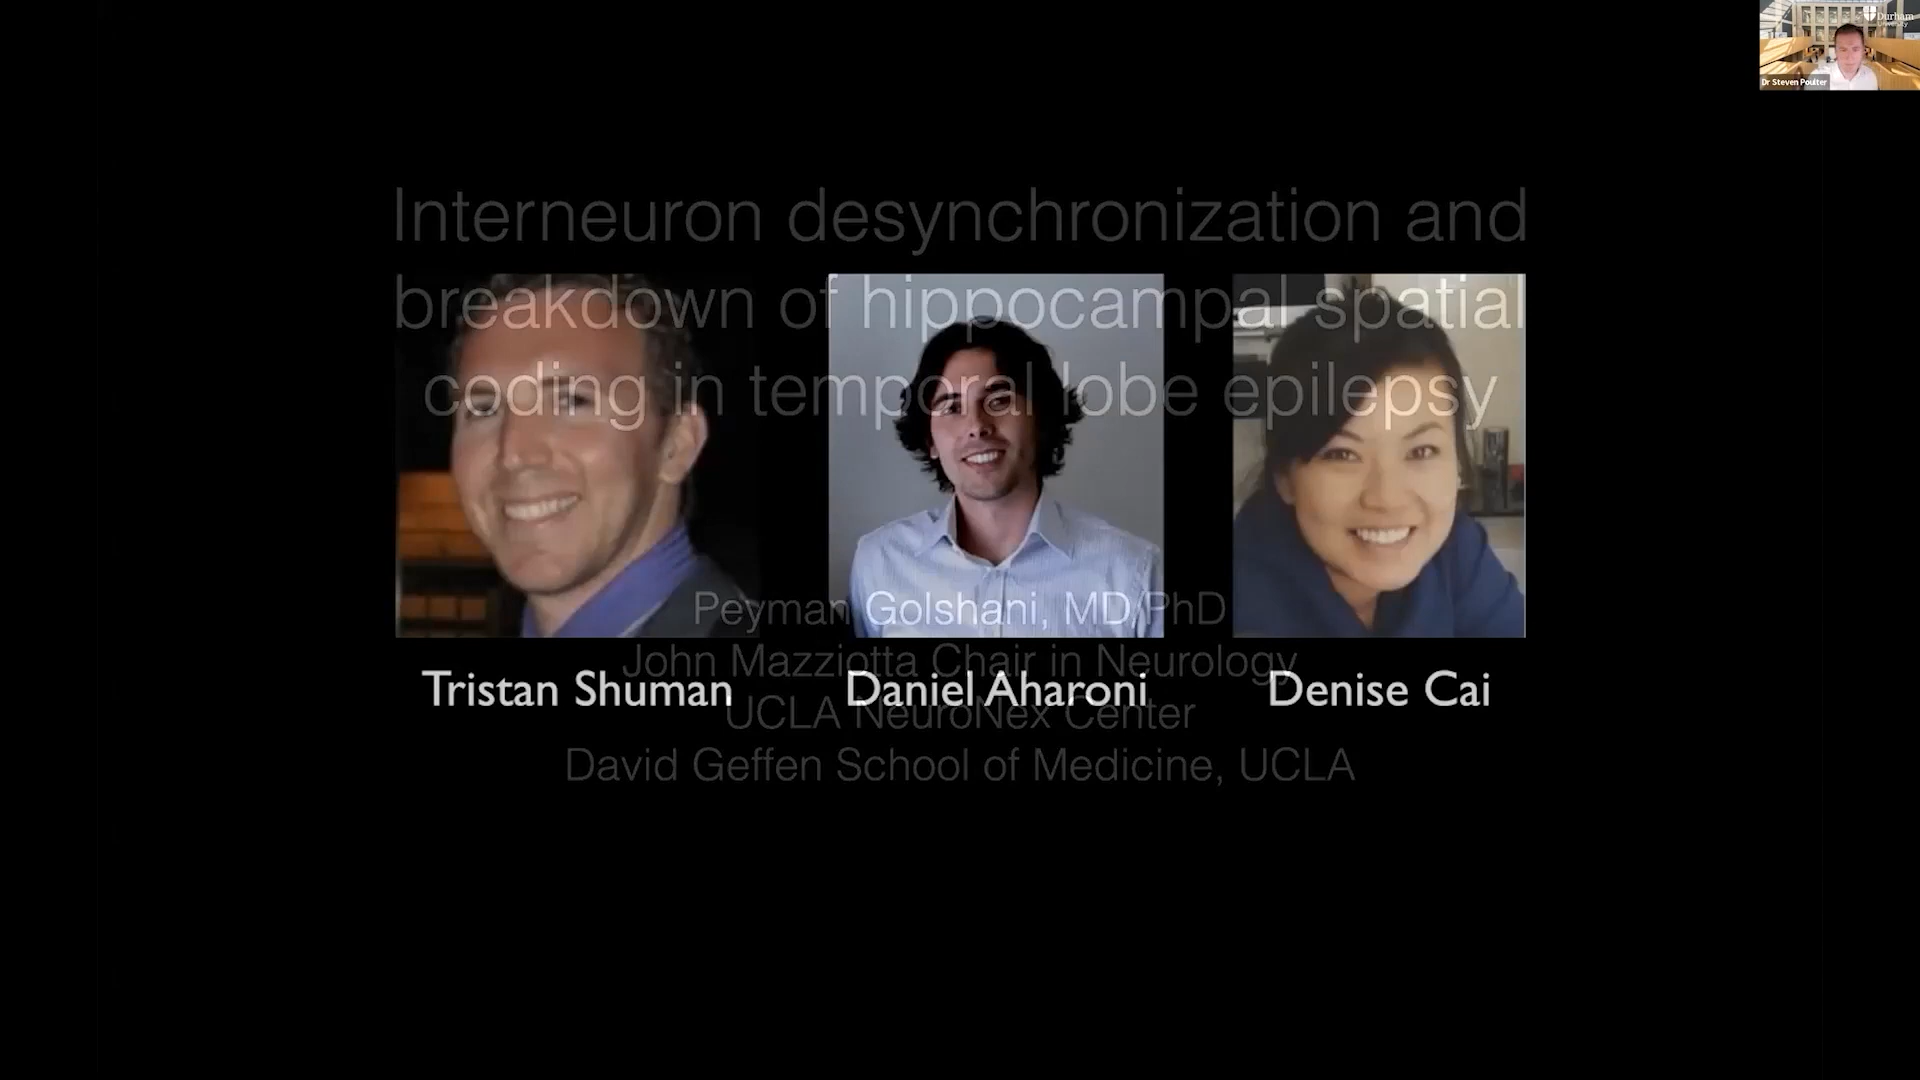 Durham
University
Dr Steven Poulter
Interneuron desynchronization and
breakdown of hippocampal spatial
coding in temporal lobe epilepsy
Peyman Golshani, MD/PhD
John Mazziotta Chair in Neurology
Tristan Shuman Daniel Aharoni Denise Cai
UCLA NeuroNex Center
David Geffen School of Medicine, UCLA